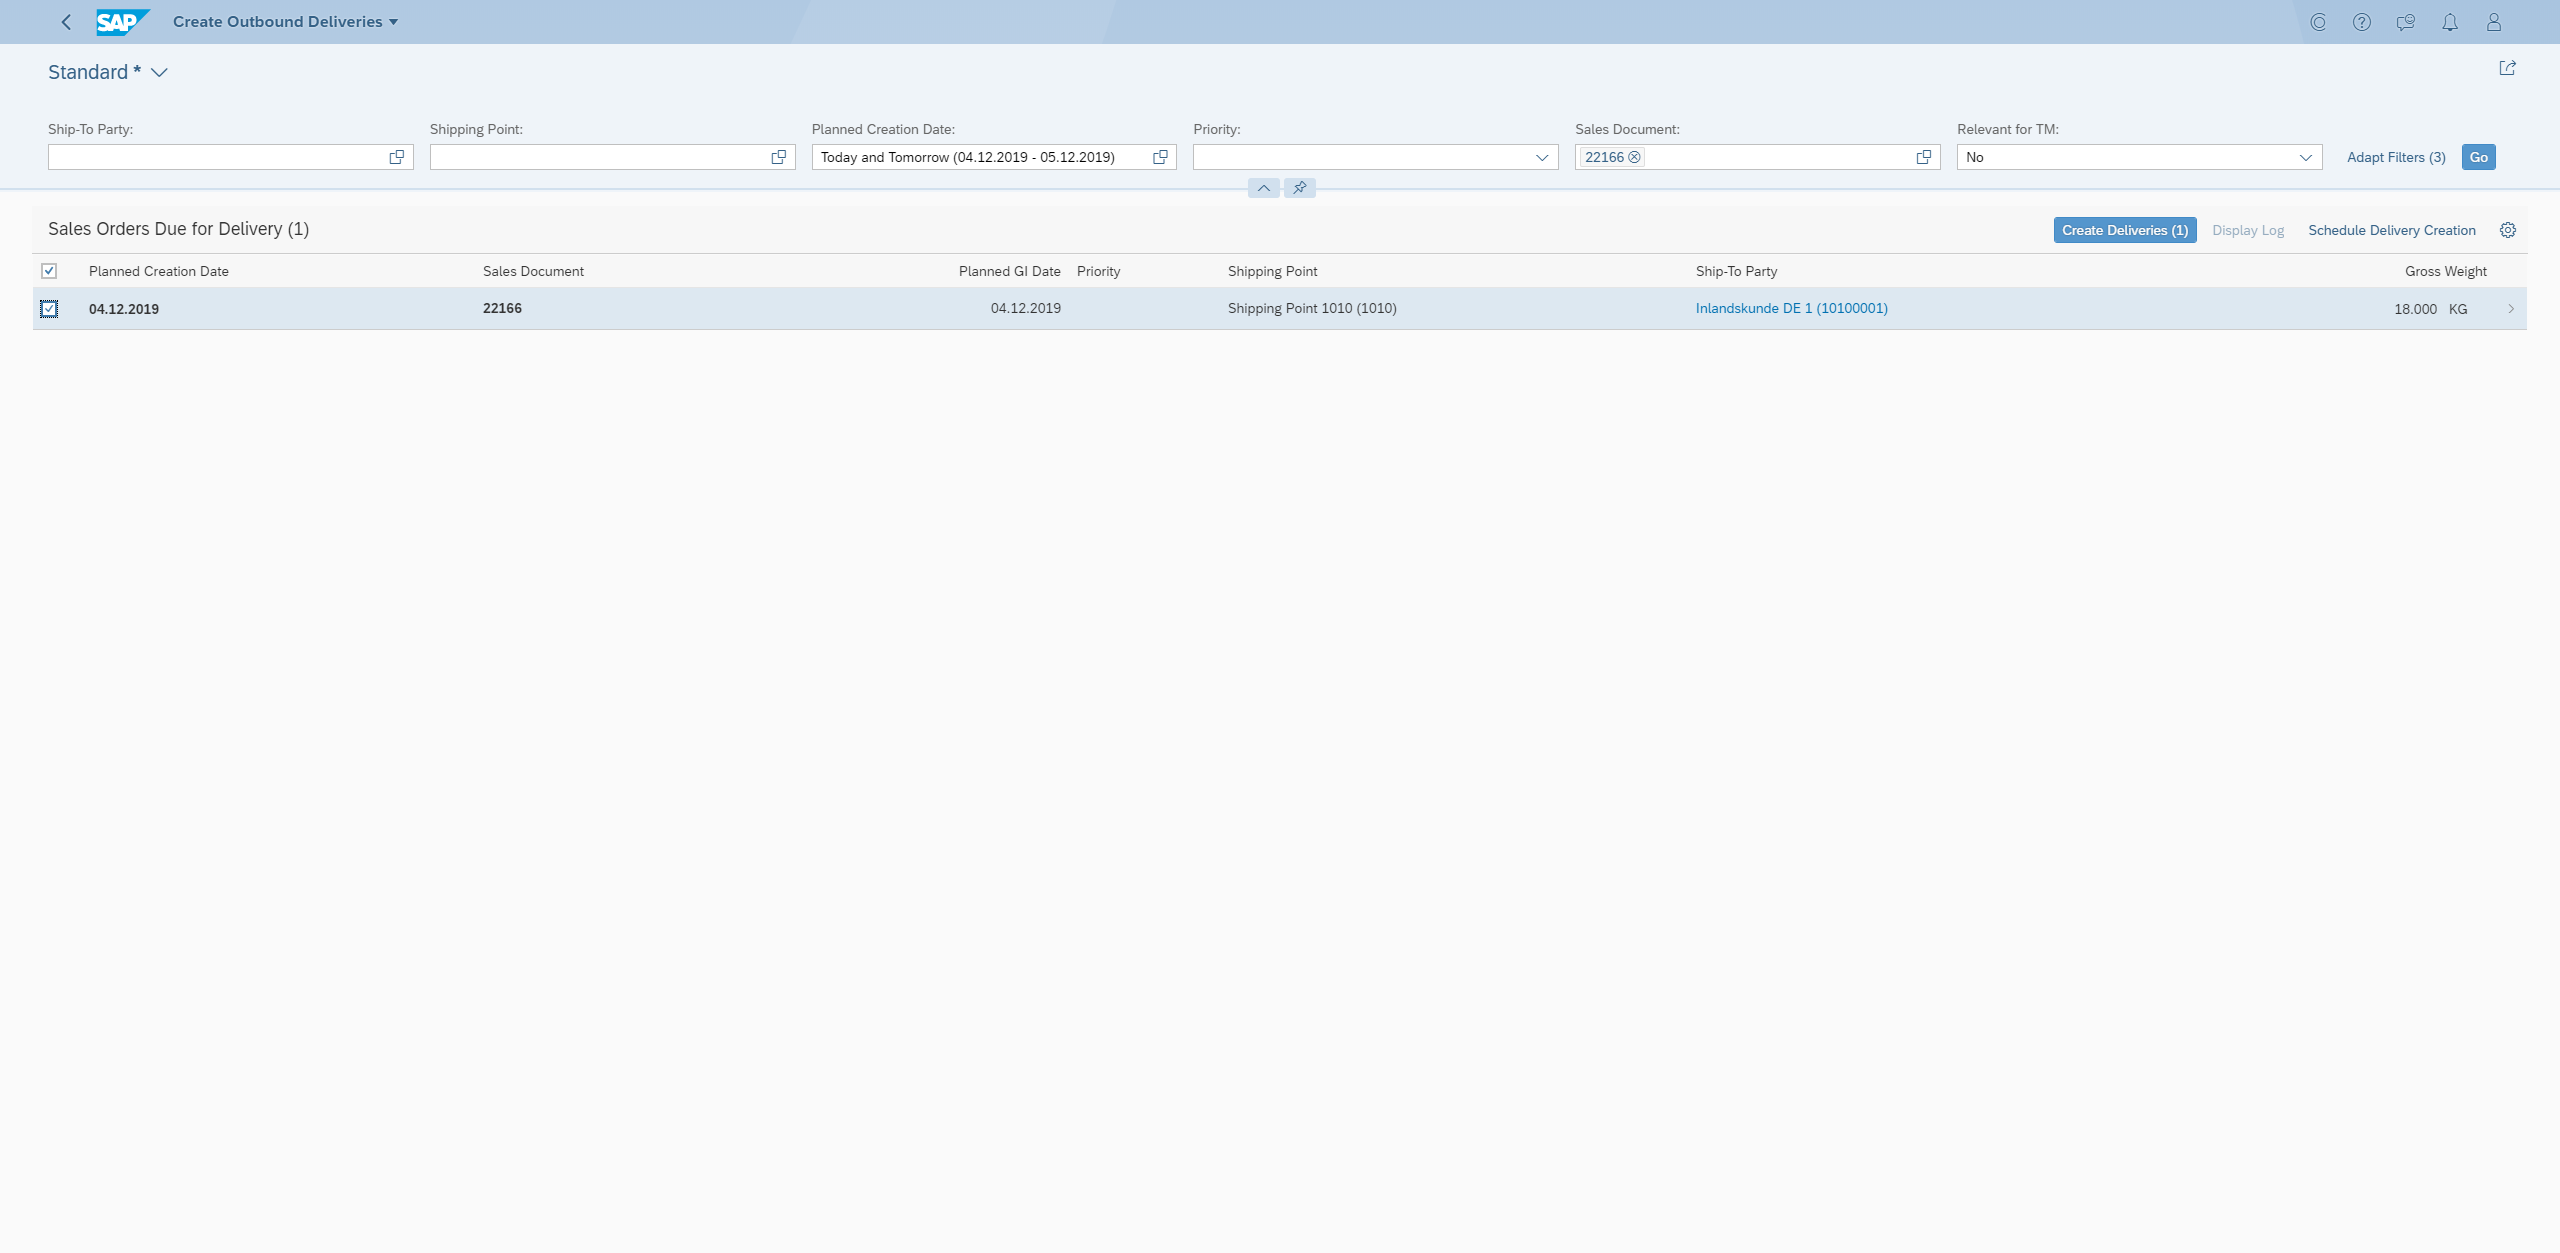 SAP Create Outbound Deliveries
Standard *
Ship-To Party: Shipping Point: Planned Creation Date: Priority: Sales Document: Relevant for TM:
Today and Tomorrow (04.12.2019 - 05.12.2019) 22166 No Adapt Filters (3) Go
Sales Orders Due for Delivery (1) Create Deliveries (1) Display Log Schedule Delivery Creation
Planned Creation Date Sales Document Planned GI Date Priority Shipping Point Ship-To Party Gross Weight
04.12.2019 22166 04.12.2019 Shipping Point 1010 (1010) Inlandskunde DE 1 (10100001) 18.000 KG